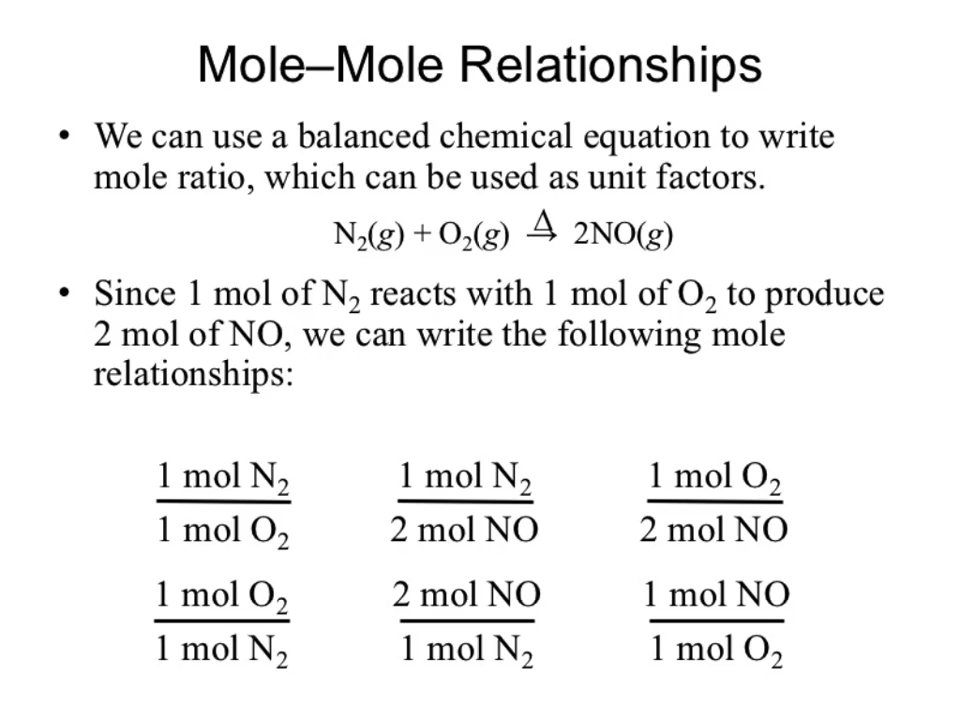 Mole–Mole Relationships
• We can use a balanced chemical equation to write
mole ratio, which can be used as unit factors.
N₂(g) + O₂(g) Δ→ 2NO(g)
• Since 1 mol of N₂ reacts with 1 mol of O₂ to produce
2 mol of NO, we can write the following mole
relationships:
1 mol N₂ 1 mol N₂ 1 mol O₂
1 mol O₂ 2 mol NO 2 mol NO
1 mol O₂ 2 mol NO 1 mol NO
1 mol N₂ 1 mol N₂ 1 mol O₂